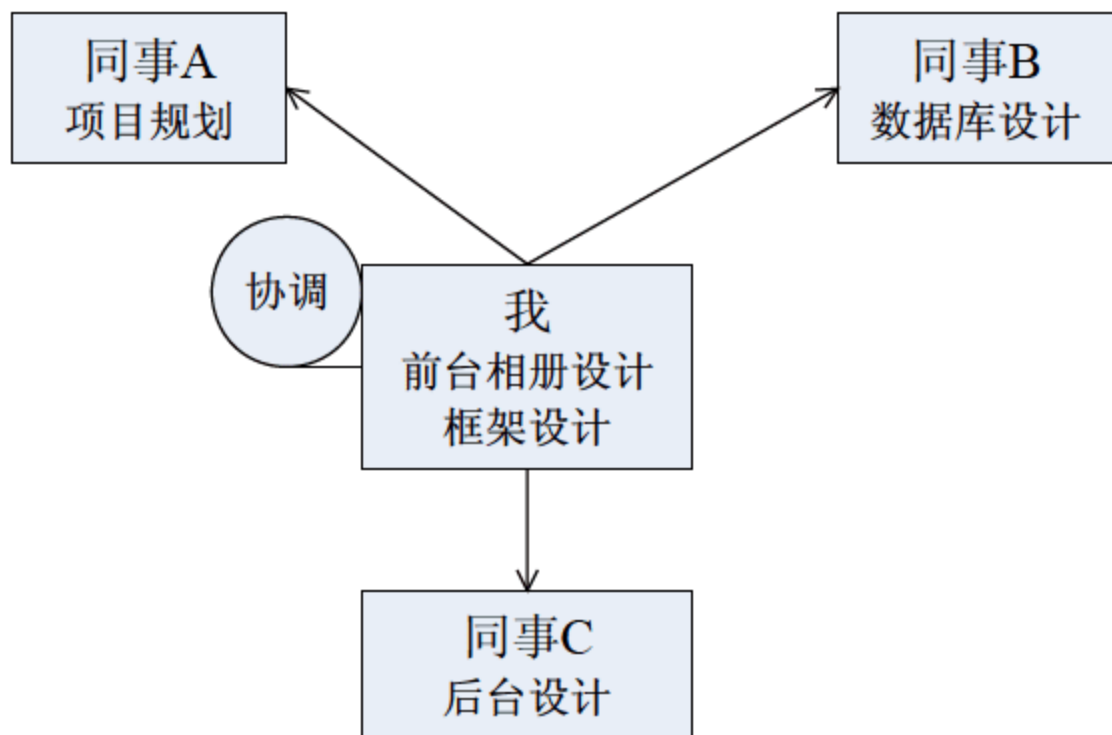 同事A
项目规划
同事B
数据库设计
协调
我
前台相册设计
框架设计
同事C
后台设计